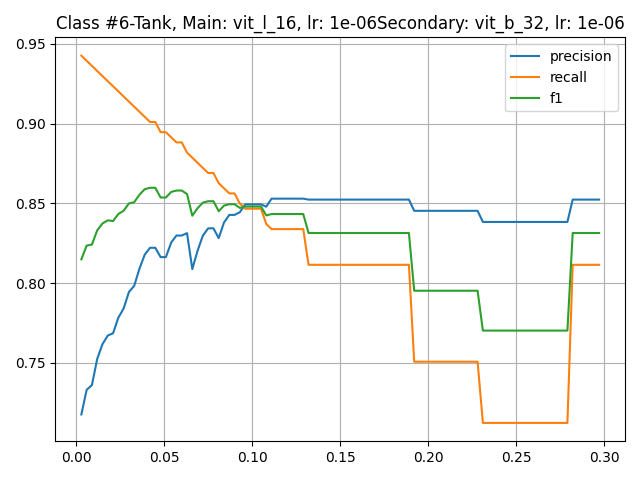 Class #6-Tank, Main: vit_l_16, lr: 1e-06Secondary: vit_b_32, lr: 1e-06
precision
recall
f1
0.95
0.90
0.85
0.80
0.75
0.00 0.05 0.10 0.15 0.20 0.25 0.30